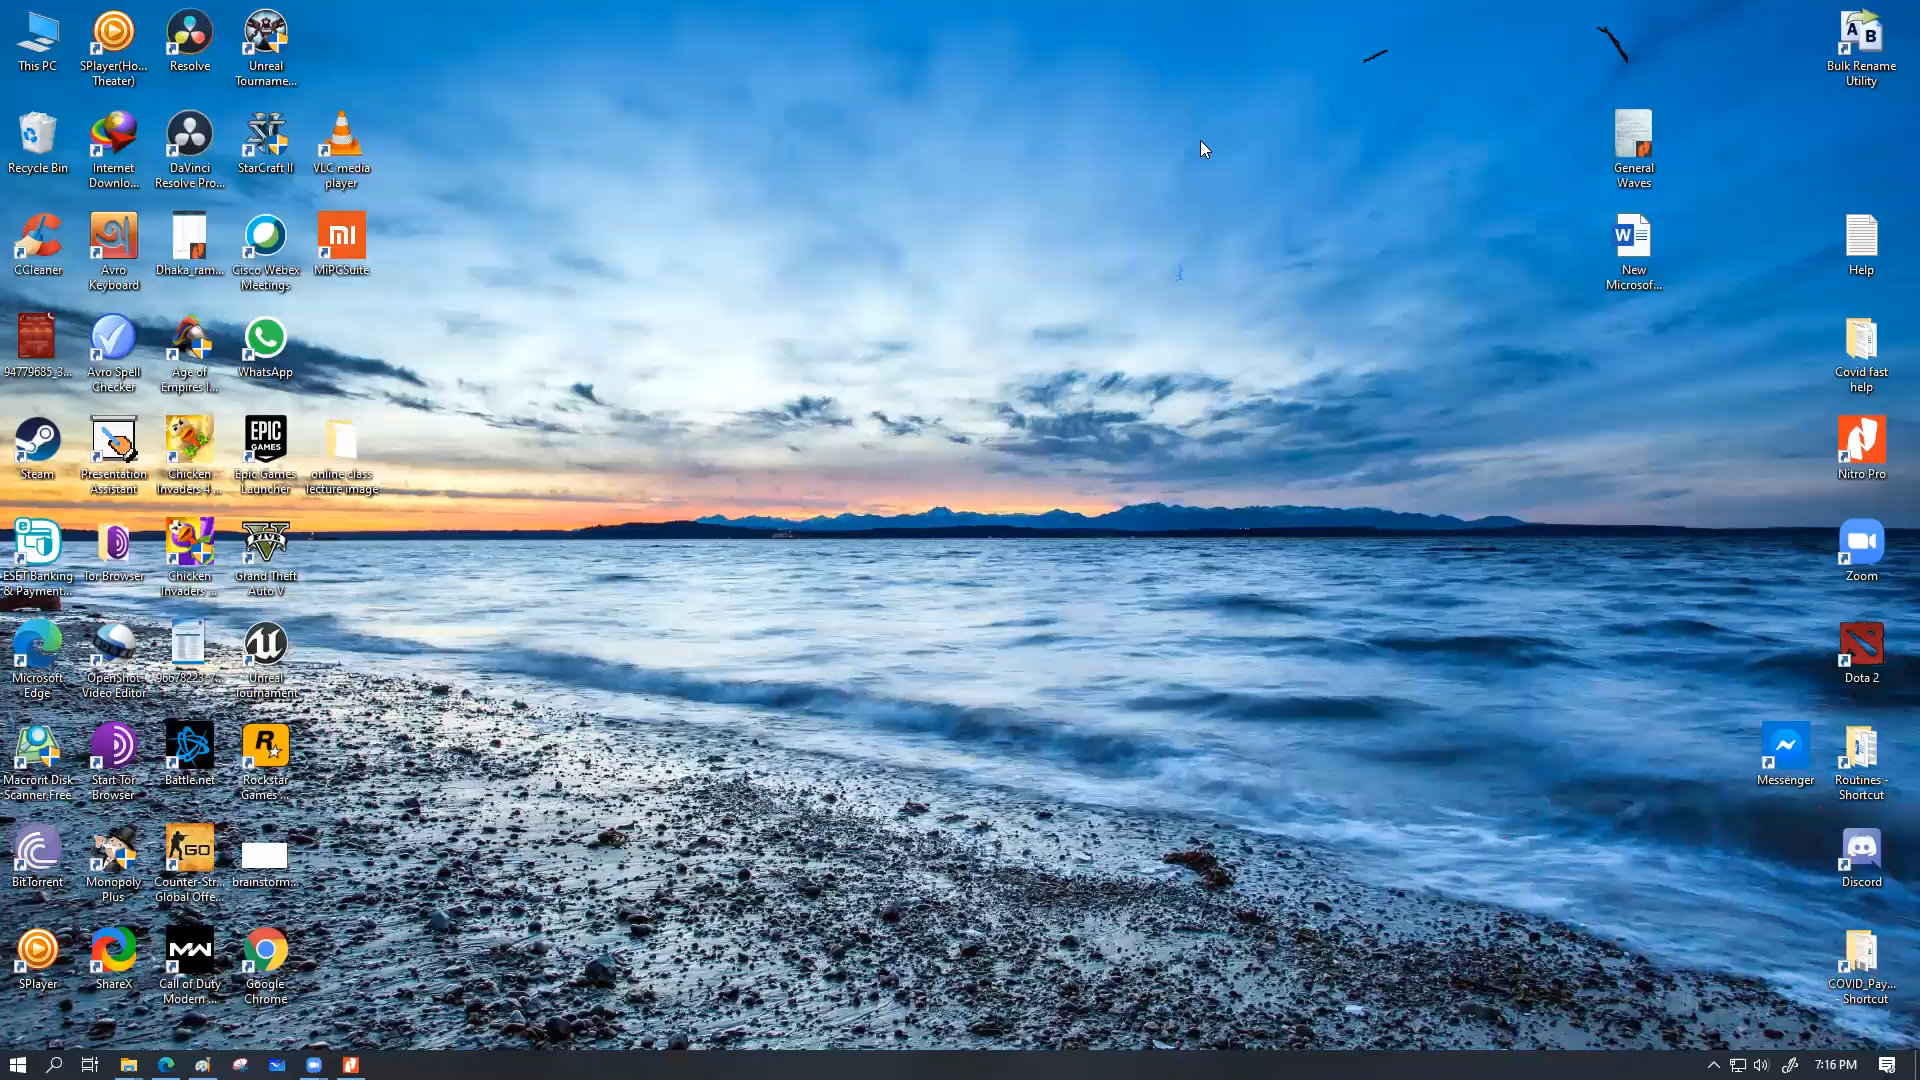 This PC
SPlayer(Ho...
Theater)
Resolve
Unreal
Tourname...
Bulk Rename
Utility
Recycle Bin
Internet
Downlo...
DaVinci
Resolve Pro...
StarCraft II
VLC media
player
General
Waves
CCleaner
Avro
Keyboard
Dhaka_ram...
Cisco Webex
Meetings
MiPCSuite
New
Microsof...
Help
94779685_3...
Avro Spell
Checker
Age of
Empires I...
WhatsApp
Covid fast
help
Steam
Presentation
Assistant
Chicken
Invaders 4 ...
EPIC
GAMES
Epic Games
Launcher
online class
lecture image
Nitro Pro
ESET Banking
& Payment...
Tor Browser
Chicken
Invaders ...
FIVE
Grand Theft
Auto V
Zoom
Microsoft
Edge
OpenShot
Video Editor
Unreal
Tournament
Dota 2
Macrorit Disk
Scanner Free
Start Tor
Browser
Battle.net
Rockstar
Games ...
Messenger
Routines -
Shortcut
BitTorrent
Monopoly
Plus
GO
Counter-Str...
Global Offe...
brainstorm...
Discord
SPlayer
ShareX
MW
Call of Duty
Modern ...
Google
Chrome
COVID_Pay...
- Shortcut
7:16 PM